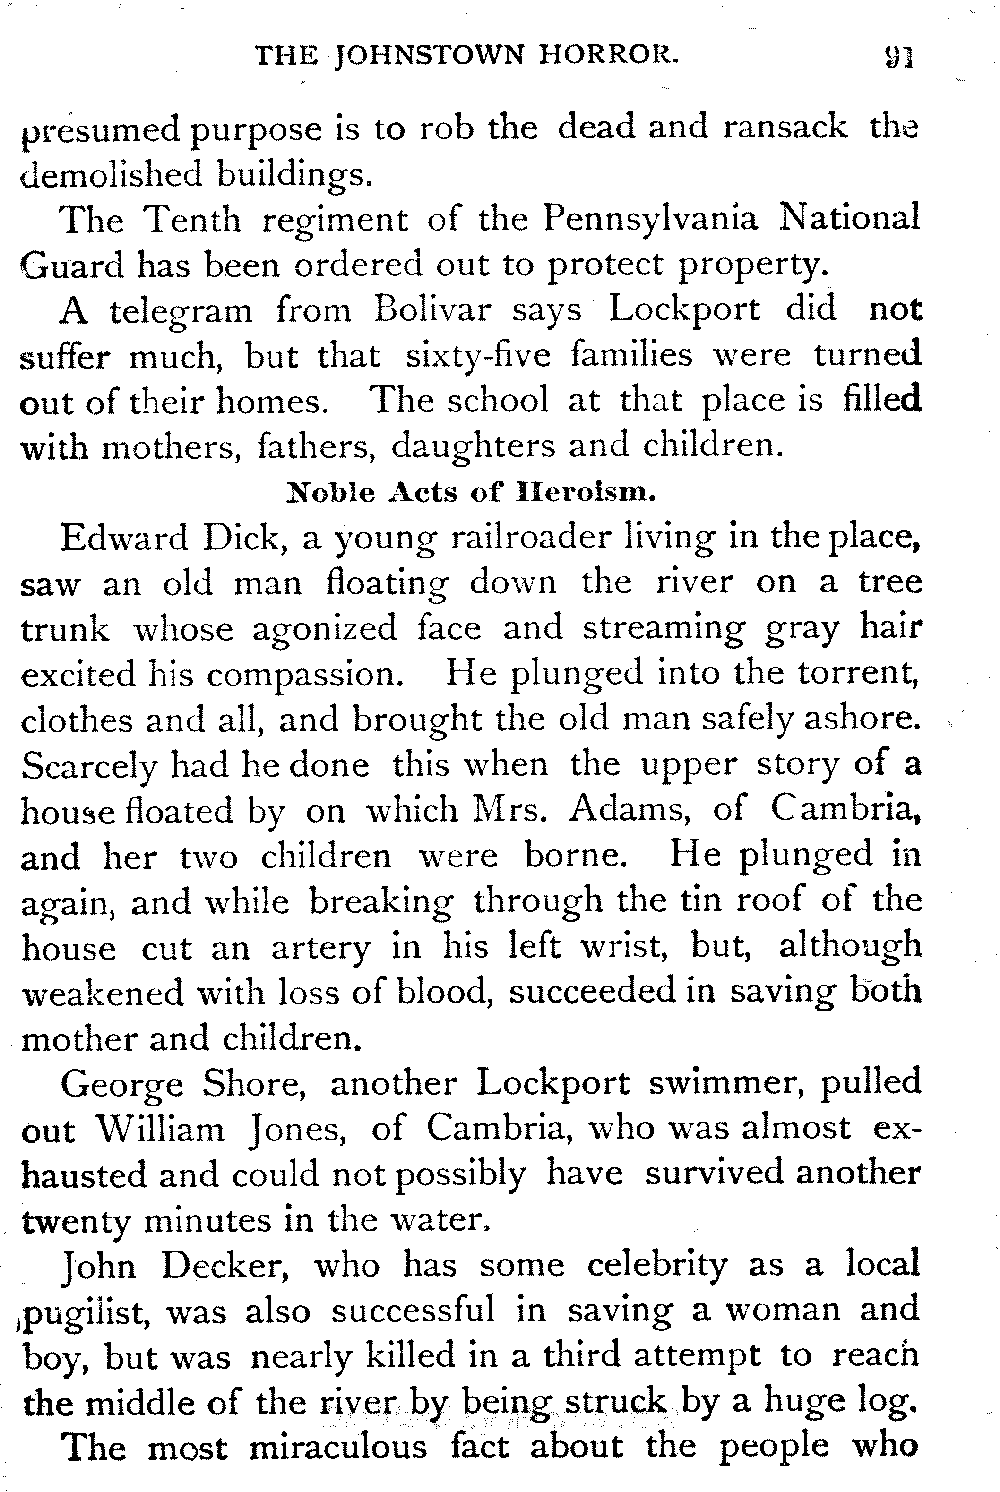 THE JOHNSTOWN HORROR. 91
presumed purpose is to rob the dead and ransack the
demolished buildings.
The Tenth regiment of the Pennsylvania National
Guard has been ordered out to protect property.
A telegram from Bolivar says Lockport did not
suffer much, but that sixty-five families were turned
out of their homes. The school at that place is filled
with mothers, fathers, daughters and children.
Noble Acts of Heroism.
Edward Dick, a young railroader living in the place,
saw an old man floating down the river on a tree
trunk whose agonized face and streaming gray hair
excited his compassion. He plunged into the torrent,
clothes and all, and brought the old man safely ashore.
Scarcely had he done this when the upper story of a
house floated by on which Mrs. Adams, of Cambria,
and her two children were borne. He plunged in
again, and while breaking through the tin roof of the
house cut an artery in his left wrist, but, although
weakened with loss of blood, succeeded in saving both
mother and children.
George Shore, another Lockport swimmer, pulled
out William Jones, of Cambria, who was almost ex-
hausted and could not possibly have survived another
twenty minutes in the water.
John Decker, who has some celebrity as a local
pugilist, was also successful in saving a woman and
boy, but was nearly killed in a third attempt to reach
the middle of the river by being struck by a huge log.
The most miraculous fact about the people who